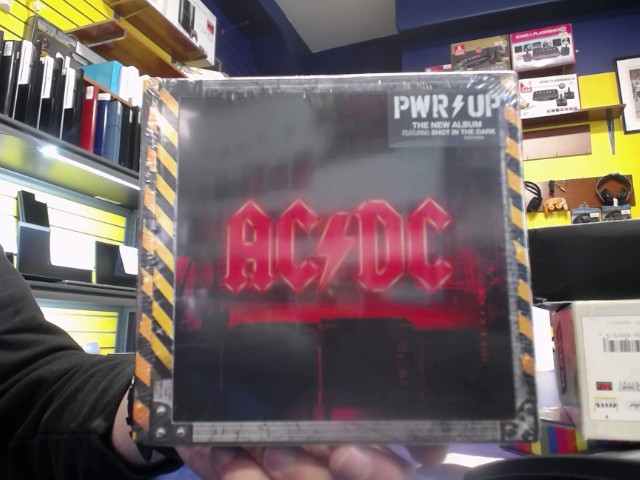 PWR⚡UP
THE NEW ALBUM
FEATURING SHOT IN THE DARK
AC⚡DC